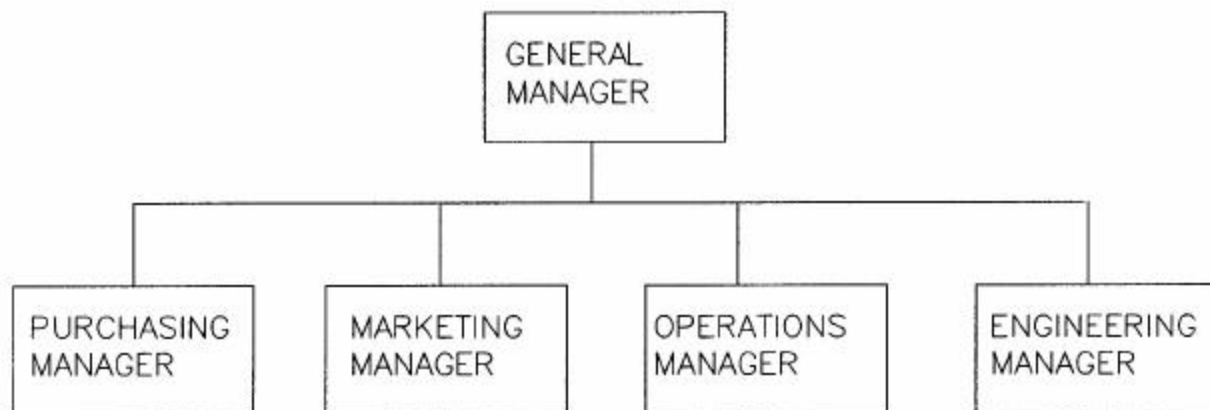 GENERAL
MANAGER
PURCHASING
MANAGER
MARKETING
MANAGER
OPERATIONS
MANAGER
ENGINEERING
MANAGER